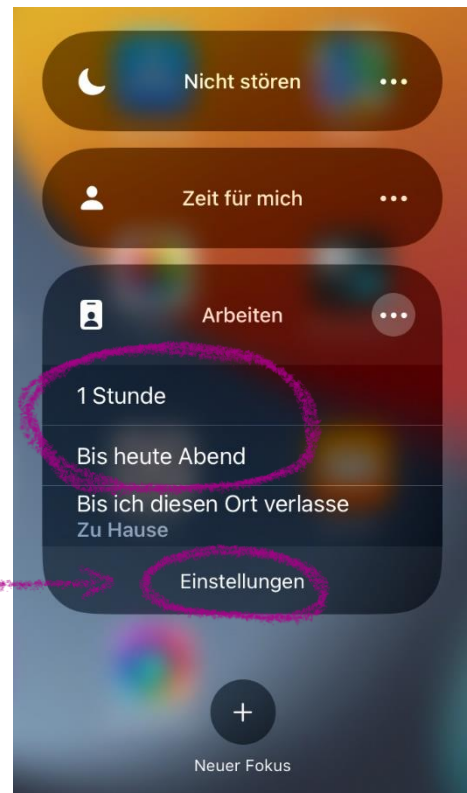 Nicht stören
Zeit für mich
Arbeiten
1 Stunde
Bis heute Abend
Bis ich diesen Ort verlasse
Zu Hause
Einstellungen
Neuer Fokus